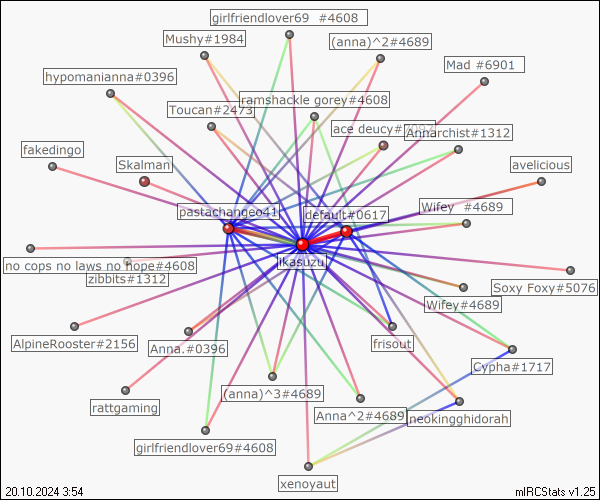 girlfriendlover69 #4608
Mushy#1984
(anna)^2#4689
Mad #6901
hypomanianna#0396
ramshackle gorey#4608
Toucan#2473
ace deucy#
Annarchist#1312
fakedingo
Skalman
avelicious
pastachangeo41
default#0617
Wifey #4689
ikasuzu
no cops no laws no hope#4608
zibbits#1312
Soxy Foxy#5076
Wifey#4689
AlpineRooster#2156
Anna.#0396
frisout
Cypha#1717
rattgaming
(anna)^3#4689
Anna^2#4689
neokingghidorah
girlfriendlover69#4608
xenoyaut
20.10.2024 3:54
mIRCStats v1.25